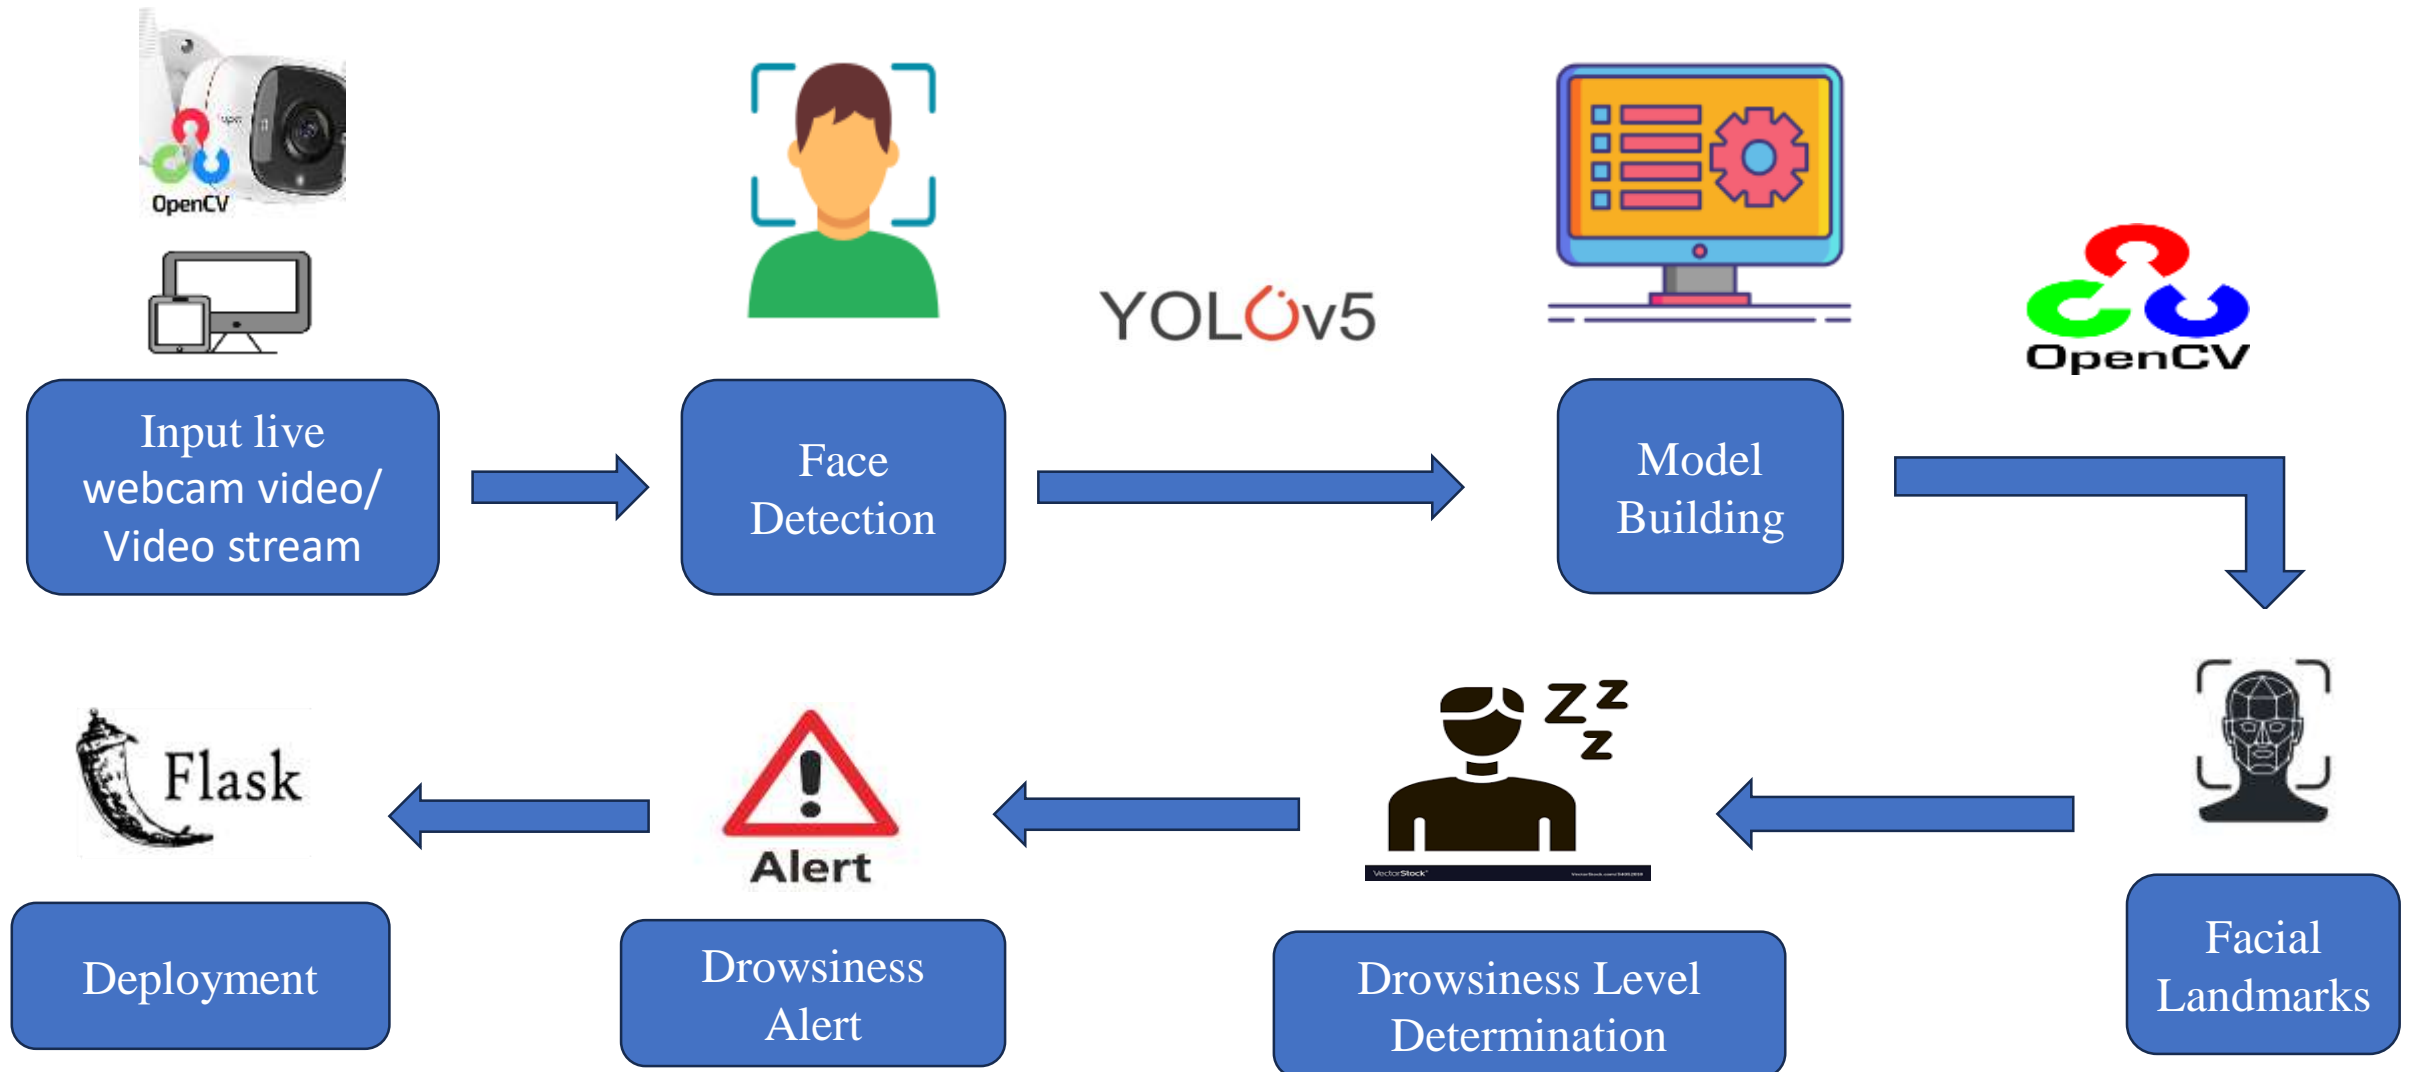 OpenCV
YOLOv5
OpenCV
Input live
webcam video/
Video stream
Face
Detection
Model
Building
Flask
Alert
VectorStock
Deployment
Drowsiness
Alert
Drowsiness Level
Determination
Facial
Landmarks